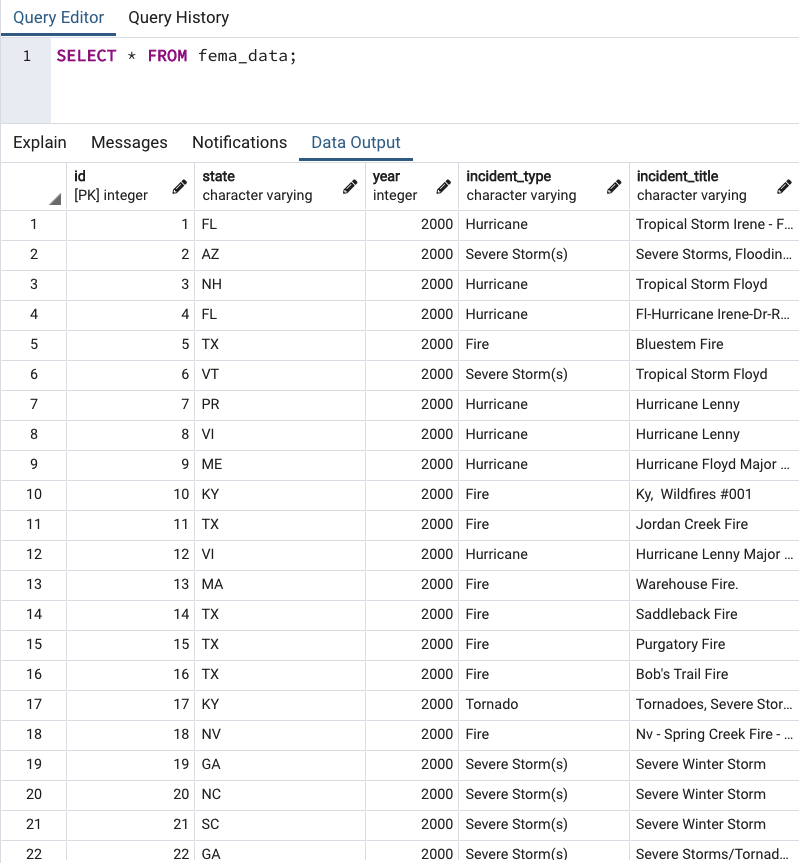 Query Editor Query History
1 SELECT * FROM fema_data;
Explain Messages Notifications Data Output
id state year incident_type incident_title
[PK] integer character varying integer character varying character varying
1 1 FL 2000 Hurricane Tropical Storm Irene - F...
2 2 AZ 2000 Severe Storm(s) Severe Storms, Floodin...
3 3 NH 2000 Hurricane Tropical Storm Floyd
4 4 FL 2000 Hurricane Fl-Hurricane Irene-Dr-R...
5 5 TX 2000 Fire Bluestem Fire
6 6 VT 2000 Severe Storm(s) Tropical Storm Floyd
7 7 PR 2000 Hurricane Hurricane Lenny
8 8 VI 2000 Hurricane Hurricane Lenny
9 9 ME 2000 Hurricane Hurricane Floyd Major ...
10 10 KY 2000 Fire Ky,  Wildfires #001
11 11 TX 2000 Fire Jordan Creek Fire
12 12 VI 2000 Hurricane Hurricane Lenny Major ...
13 13 MA 2000 Fire Warehouse Fire.
14 14 TX 2000 Fire Saddleback Fire
15 15 TX 2000 Fire Purgatory Fire
16 16 TX 2000 Fire Bob's Trail Fire
17 17 KY 2000 Tornado Tornadoes, Severe Stor...
18 18 NV 2000 Fire Nv - Spring Creek Fire - ...
19 19 GA 2000 Severe Storm(s) Severe Winter Storm
20 20 NC 2000 Severe Storm(s) Severe Winter Storm
21 21 SC 2000 Severe Storm(s) Severe Winter Storm
22 22 GA 2000 Severe Storm(s) Severe Storms/Tornad...